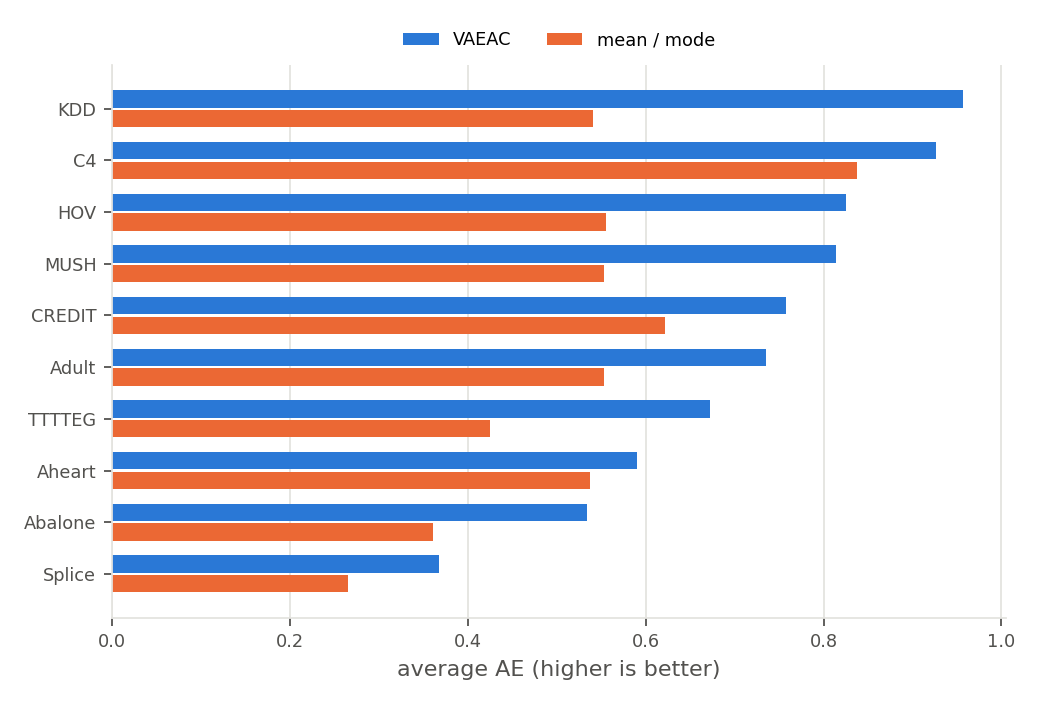 VAEAC mean / mode
KDD
C4
HOV
MUSH
CREDIT
Adult
TTTTEG
Aheart
Abalone
Splice
0.0 0.2 0.4 0.6 0.8 1.0
average AE (higher is better)